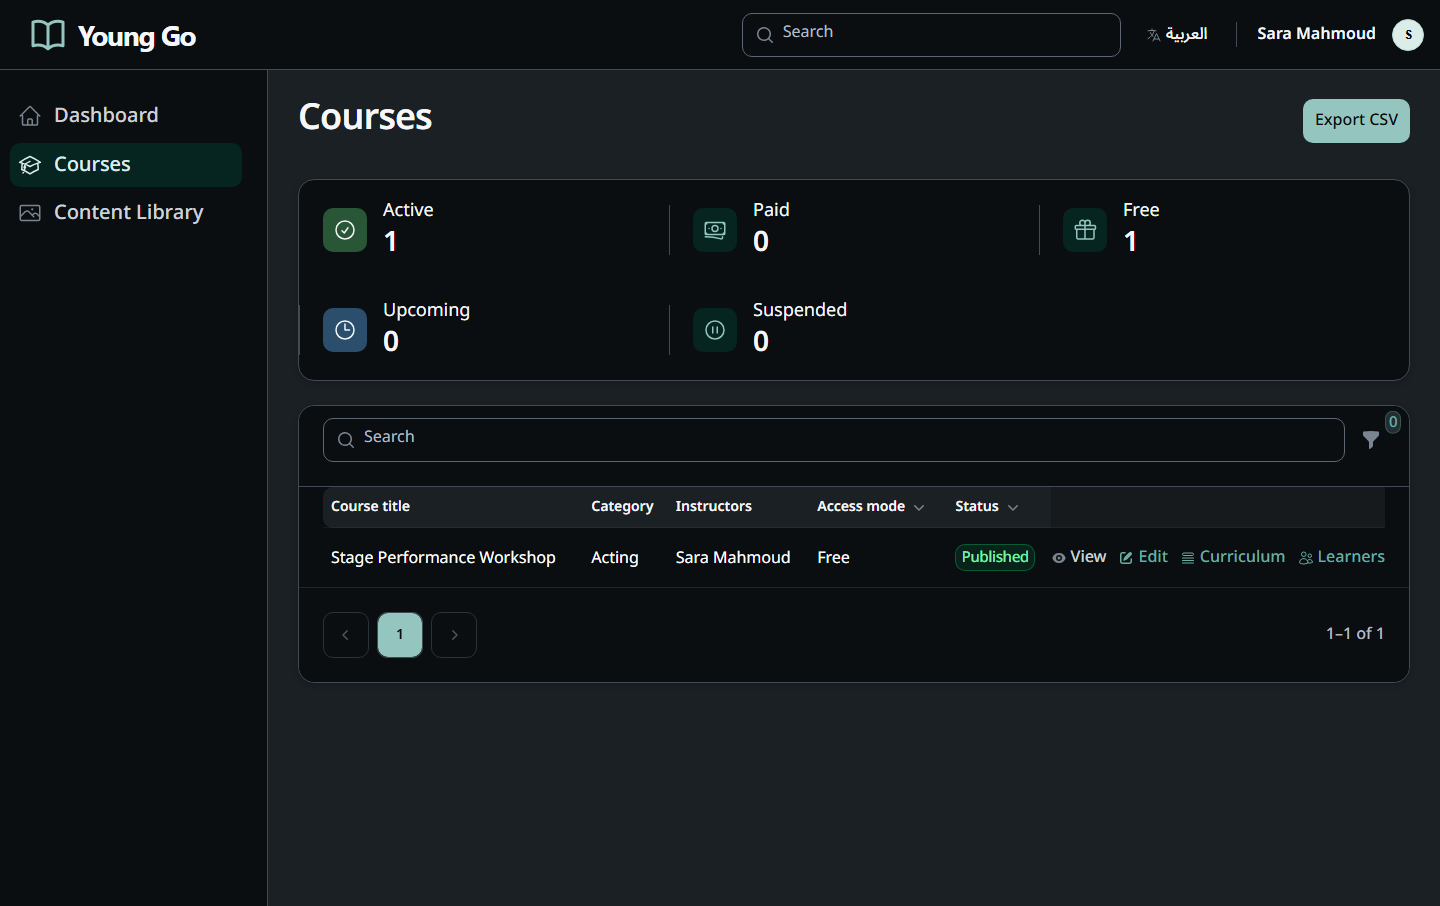 Young Go
Search
العربية
Sara Mahmoud
S
Dashboard
Courses
Content Library
Courses
Export CSV
Active
1
Paid
0
Free
1
Upcoming
0
Suspended
0
Search
0
Course title Category Instructors Access mode Status
Stage Performance Workshop Acting Sara Mahmoud Free Published View Edit Curriculum Learners
1
1–1 of 1